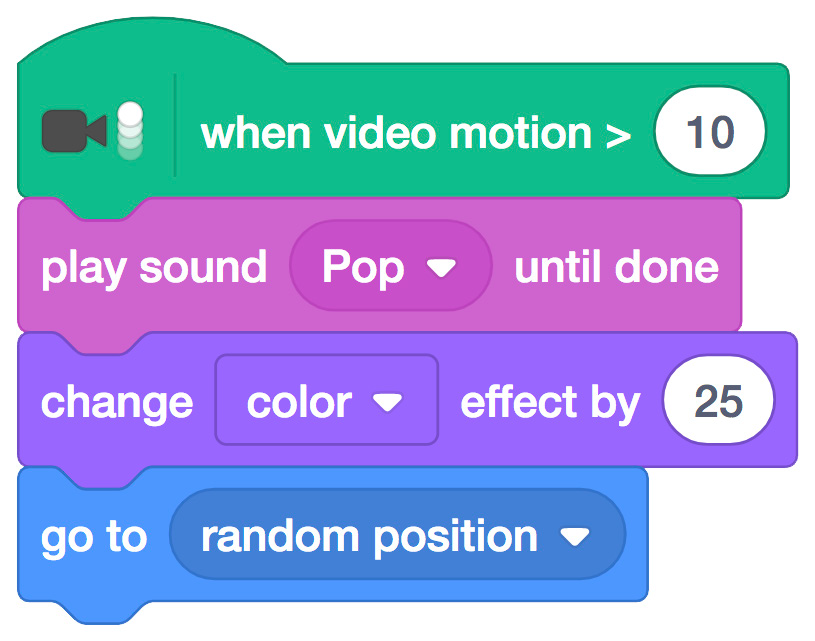 when video motion > 10
play sound Pop until done
change color effect by 25
go to random position